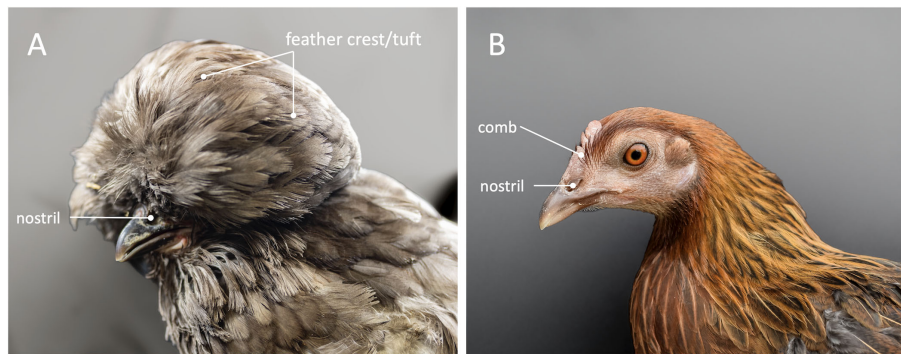 A
feather crest/tuft
nostril
B
comb
nostril